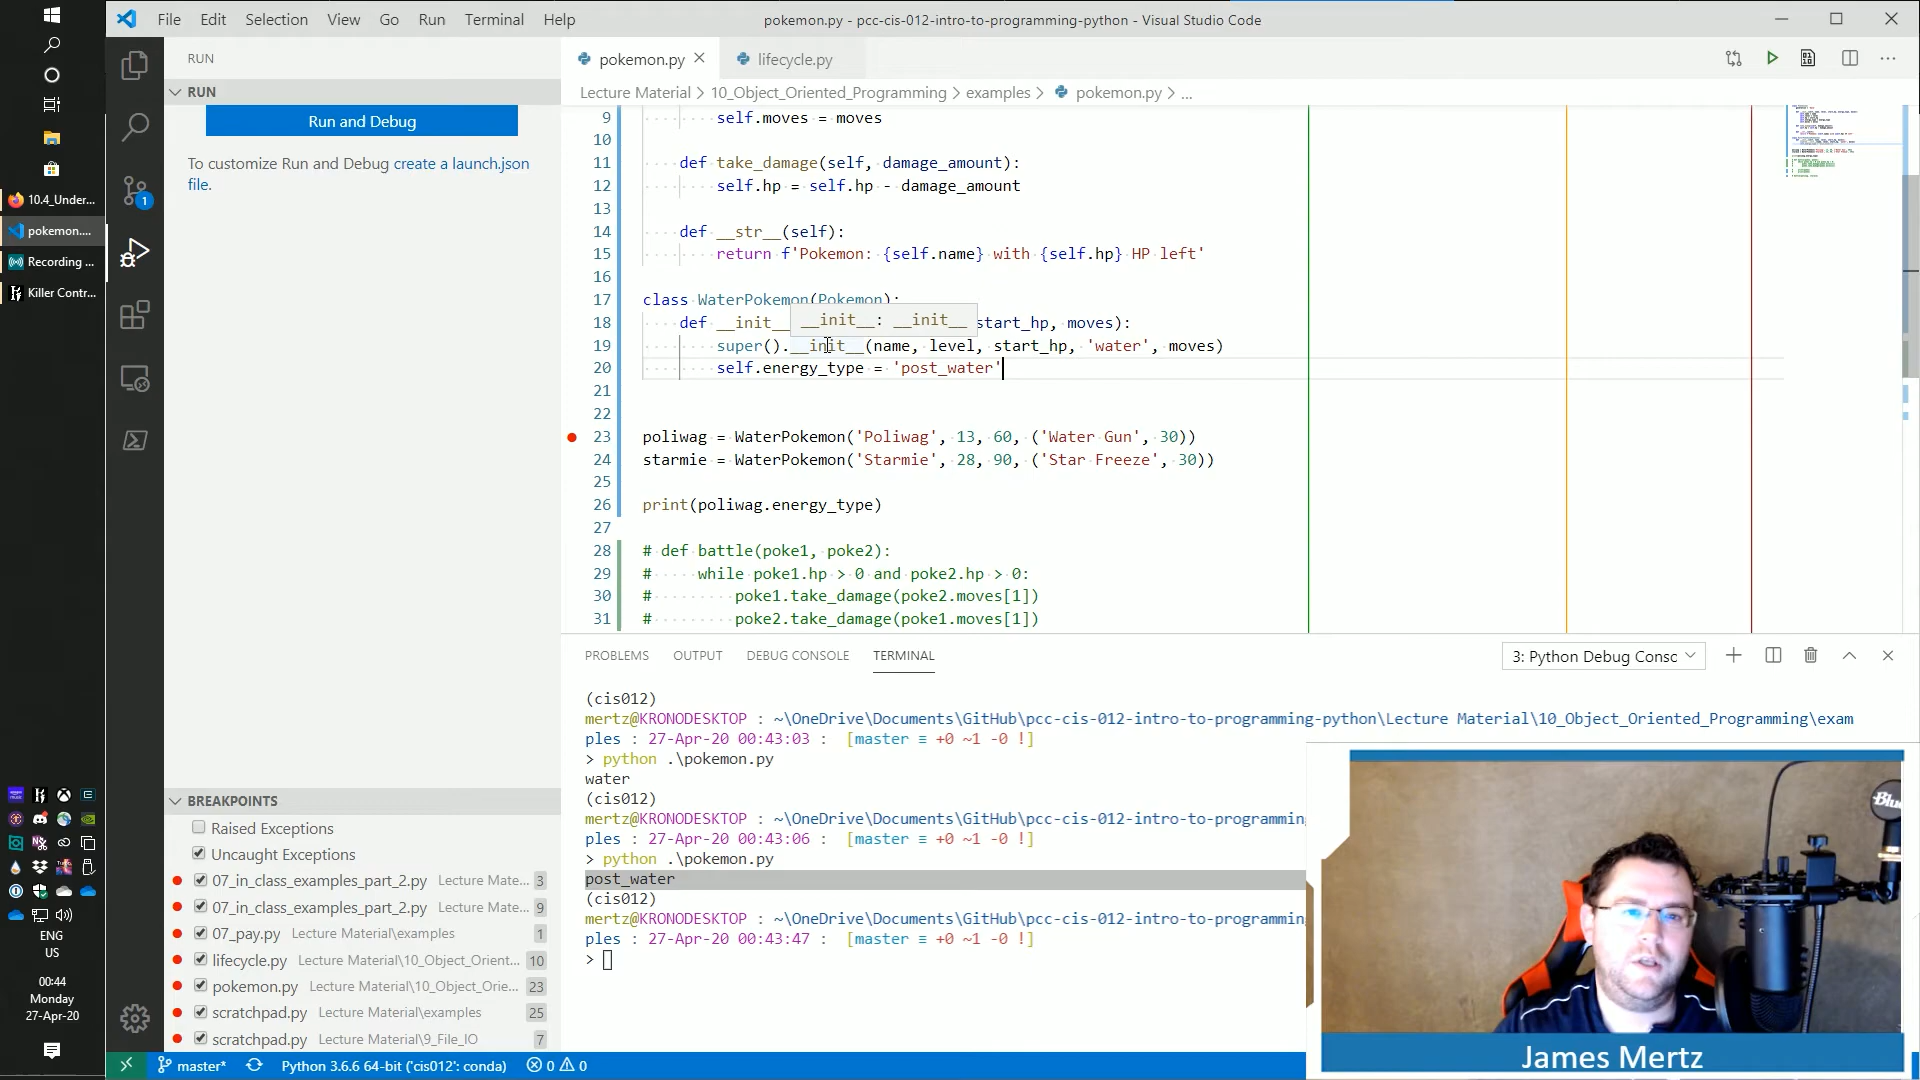 File Edit Selection View Go Run Terminal Help
pokemon.py - pcc-cis-012-intro-to-programming-python - Visual Studio Code
RUN
RUN
Run and Debug
To customize Run and Debug create a launch.json
file.
pokemon.py
lifecycle.py
Lecture Material > 10_Object_Oriented_Programming > examples > pokemon.py > ...
9 self.moves = moves
10
11 def take_damage(self, damage_amount):
12 self.hp = self.hp - damage_amount
13
14 def __str__(self):
15 return f'Pokemon: {self.name} with {self.hp} HP left'
16
17 class WaterPokemon(Pokemon):
18 def __init__ start_hp, moves):
__init__: __init__
19 super().__init__(name, level, start_hp, 'water', moves)
20 self.energy_type = 'post_water'
21
22
23 poliwag = WaterPokemon('Poliwag', 13, 60, ('Water Gun', 30))
24 starmie = WaterPokemon('Starmie', 28, 90, ('Star Freeze', 30))
25
26 print(poliwag.energy_type)
27
28 # def battle(poke1, poke2):
29 # while poke1.hp > 0 and poke2.hp > 0:
30 # poke1.take_damage(poke2.moves[1])
31 # poke2.take_damage(poke1.moves[1])
PROBLEMS OUTPUT DEBUG CONSOLE TERMINAL
3: Python Debug Consc
(cis012)
mertz@KRONODESKTOP : ~\OneDrive\Documents\GitHub\pcc-cis-012-intro-to-programming-python\Lecture Material\10_Object_Oriented_Programming\exam
ples : 27-Apr-20 00:43:03 : [master ≡ +0 ~1 -0 !]
> python .\pokemon.py
water
(cis012)
mertz@KRONODESKTOP : ~\OneDrive\Documents\GitHub\pcc-cis-012-intro-to-programmin
ples : 27-Apr-20 00:43:06 : [master ≡ +0 ~1 -0 !]
> python .\pokemon.py
post_water
(cis012)
mertz@KRONODESKTOP : ~\OneDrive\Documents\GitHub\pcc-cis-012-intro-to-programmin
ples : 27-Apr-20 00:43:47 : [master ≡ +0 ~1 -0 !]
>
BREAKPOINTS
Raised Exceptions
Uncaught Exceptions
07_in_class_examples_part_2.py Lecture Mate... 3
07_in_class_examples_part_2.py Lecture Mate... 9
07_pay.py Lecture Material\examples 1
lifecycle.py Lecture Material\10_Object_Orient... 10
pokemon.py Lecture Material\10_Object_Orie... 23
scratchpad.py Lecture Material\examples 25
scratchpad.py Lecture Material\9_File_IO 7
master* Python 3.6.6 64-bit ('cis012': conda) 0 0
10.4_Under...
pokemon....
Recording ...
Killer Contr...
1
ENG
US
00:44
Monday
27-Apr-20
Blue
James Mertz